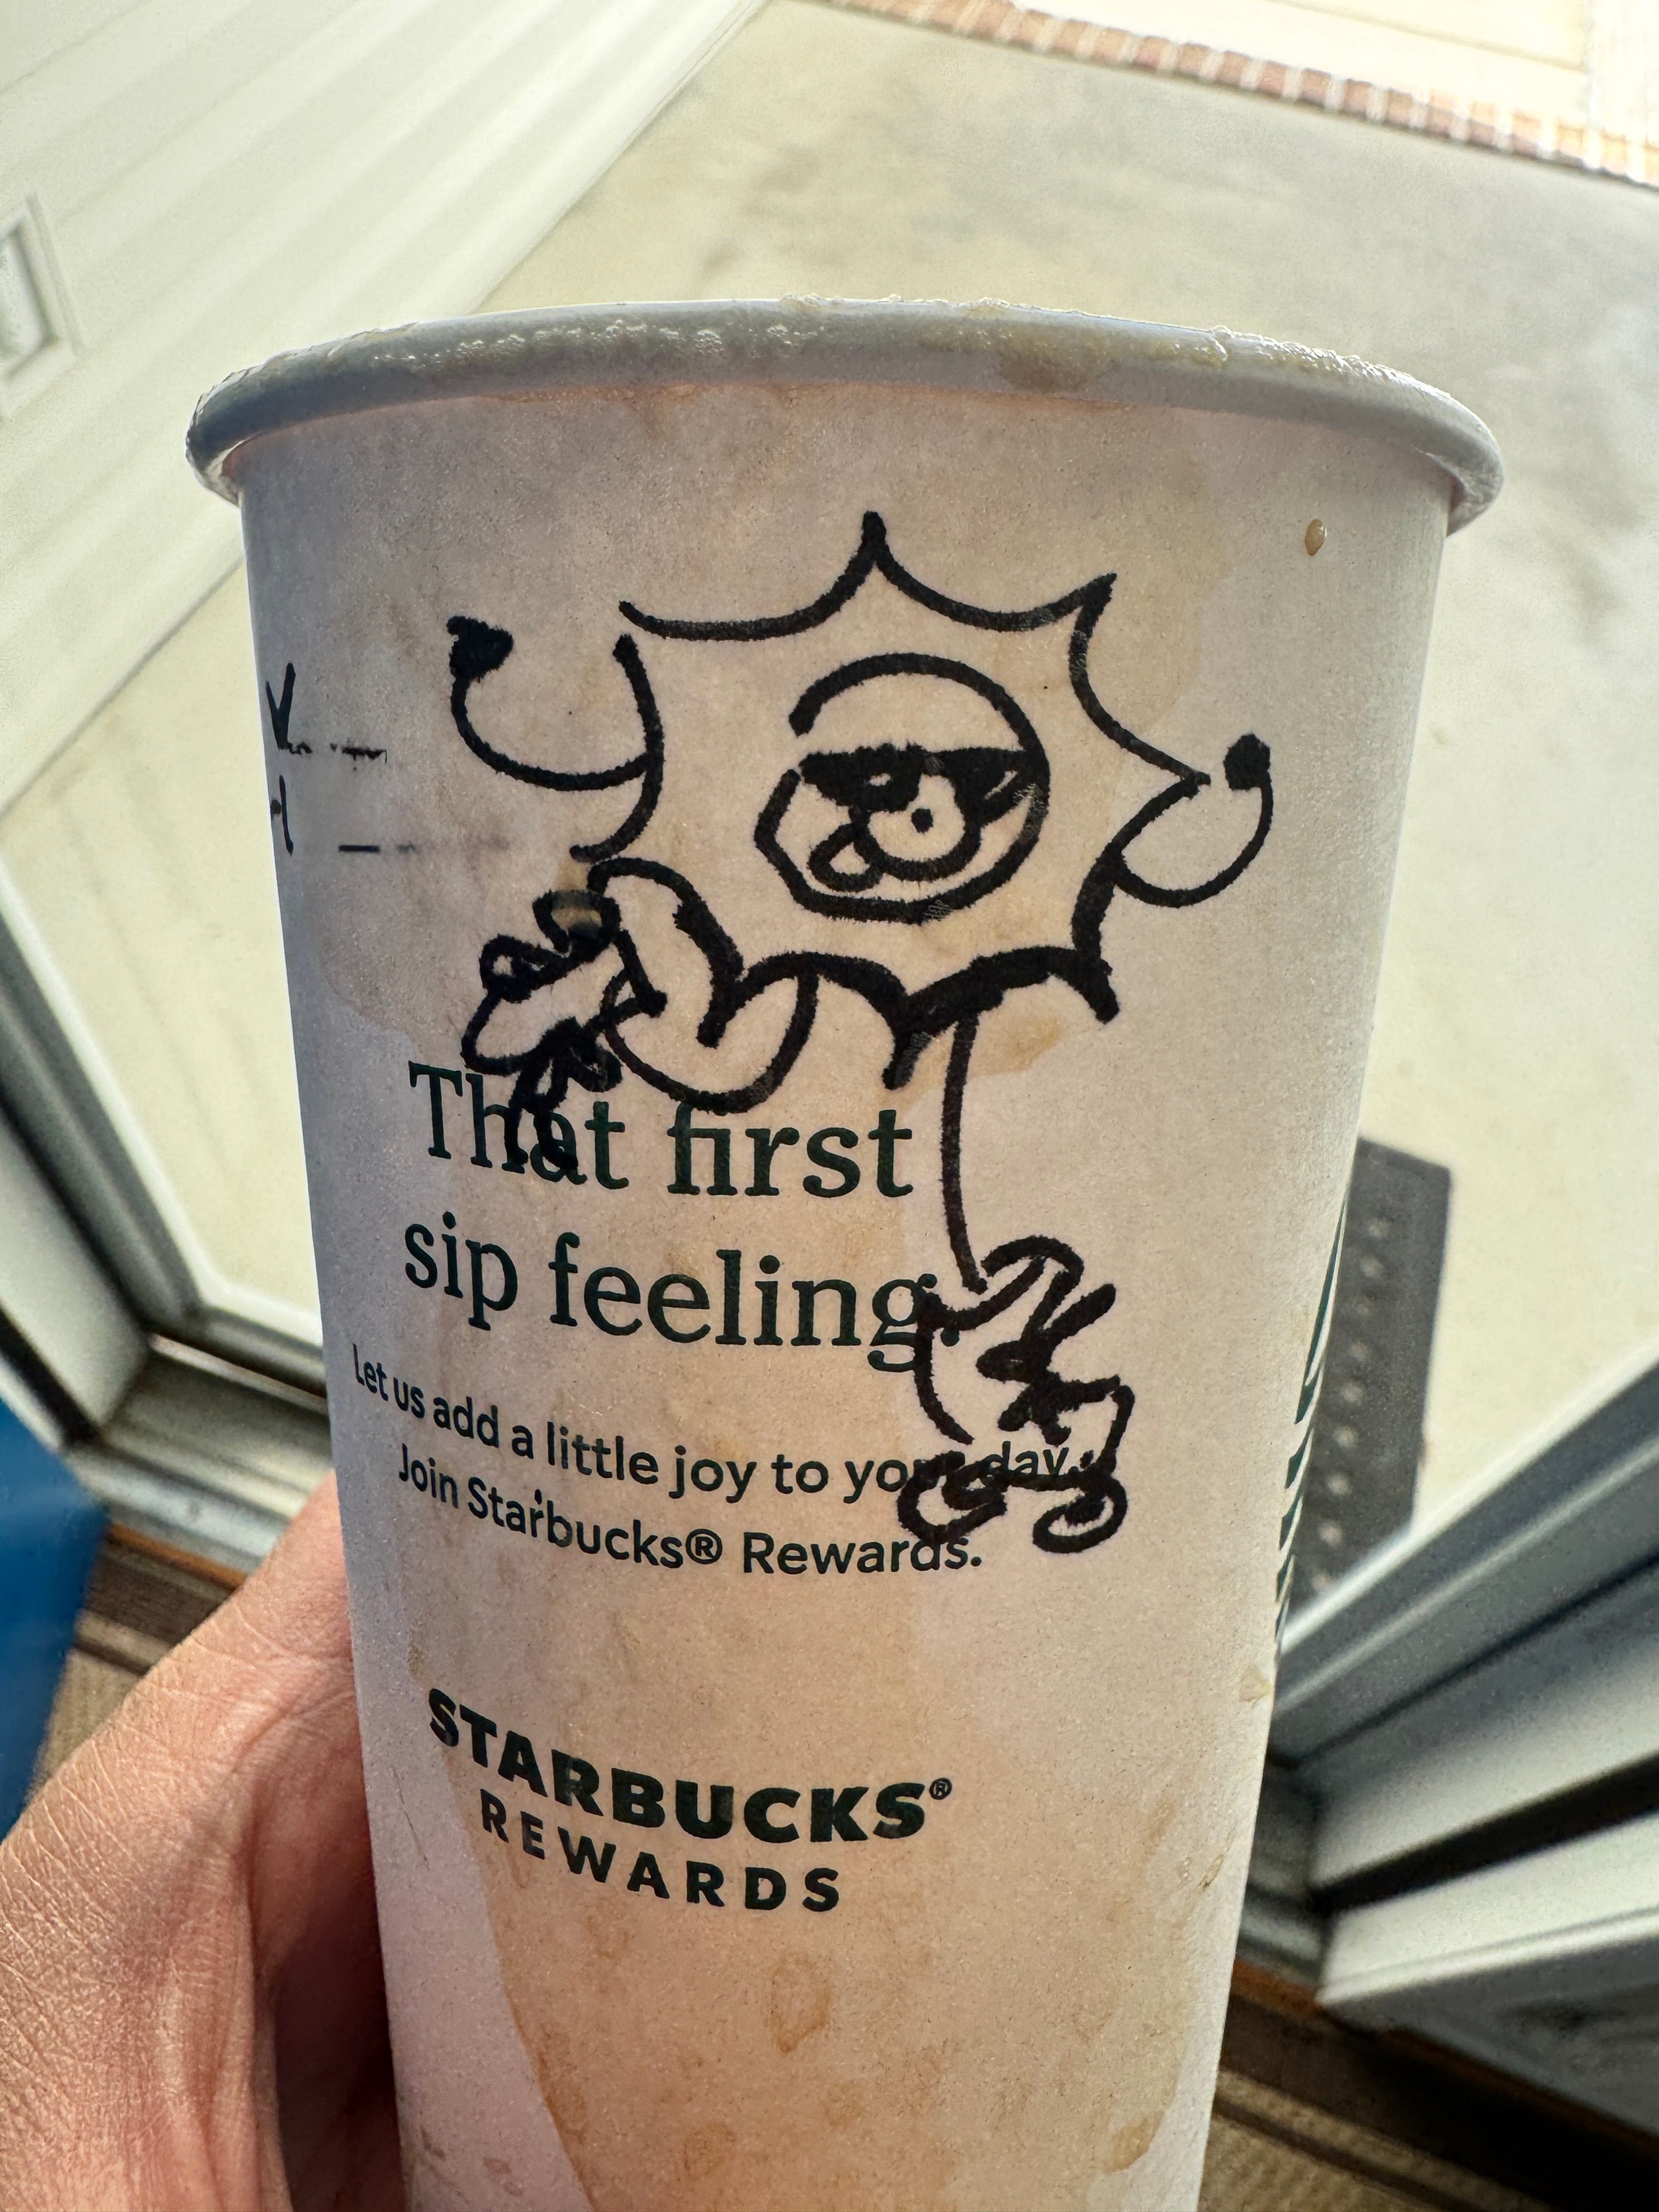 That first
sip feeling.
Let us add a little joy to your day.
Join Starbucks® Rewards.
STARBUCKS®
REWARDS